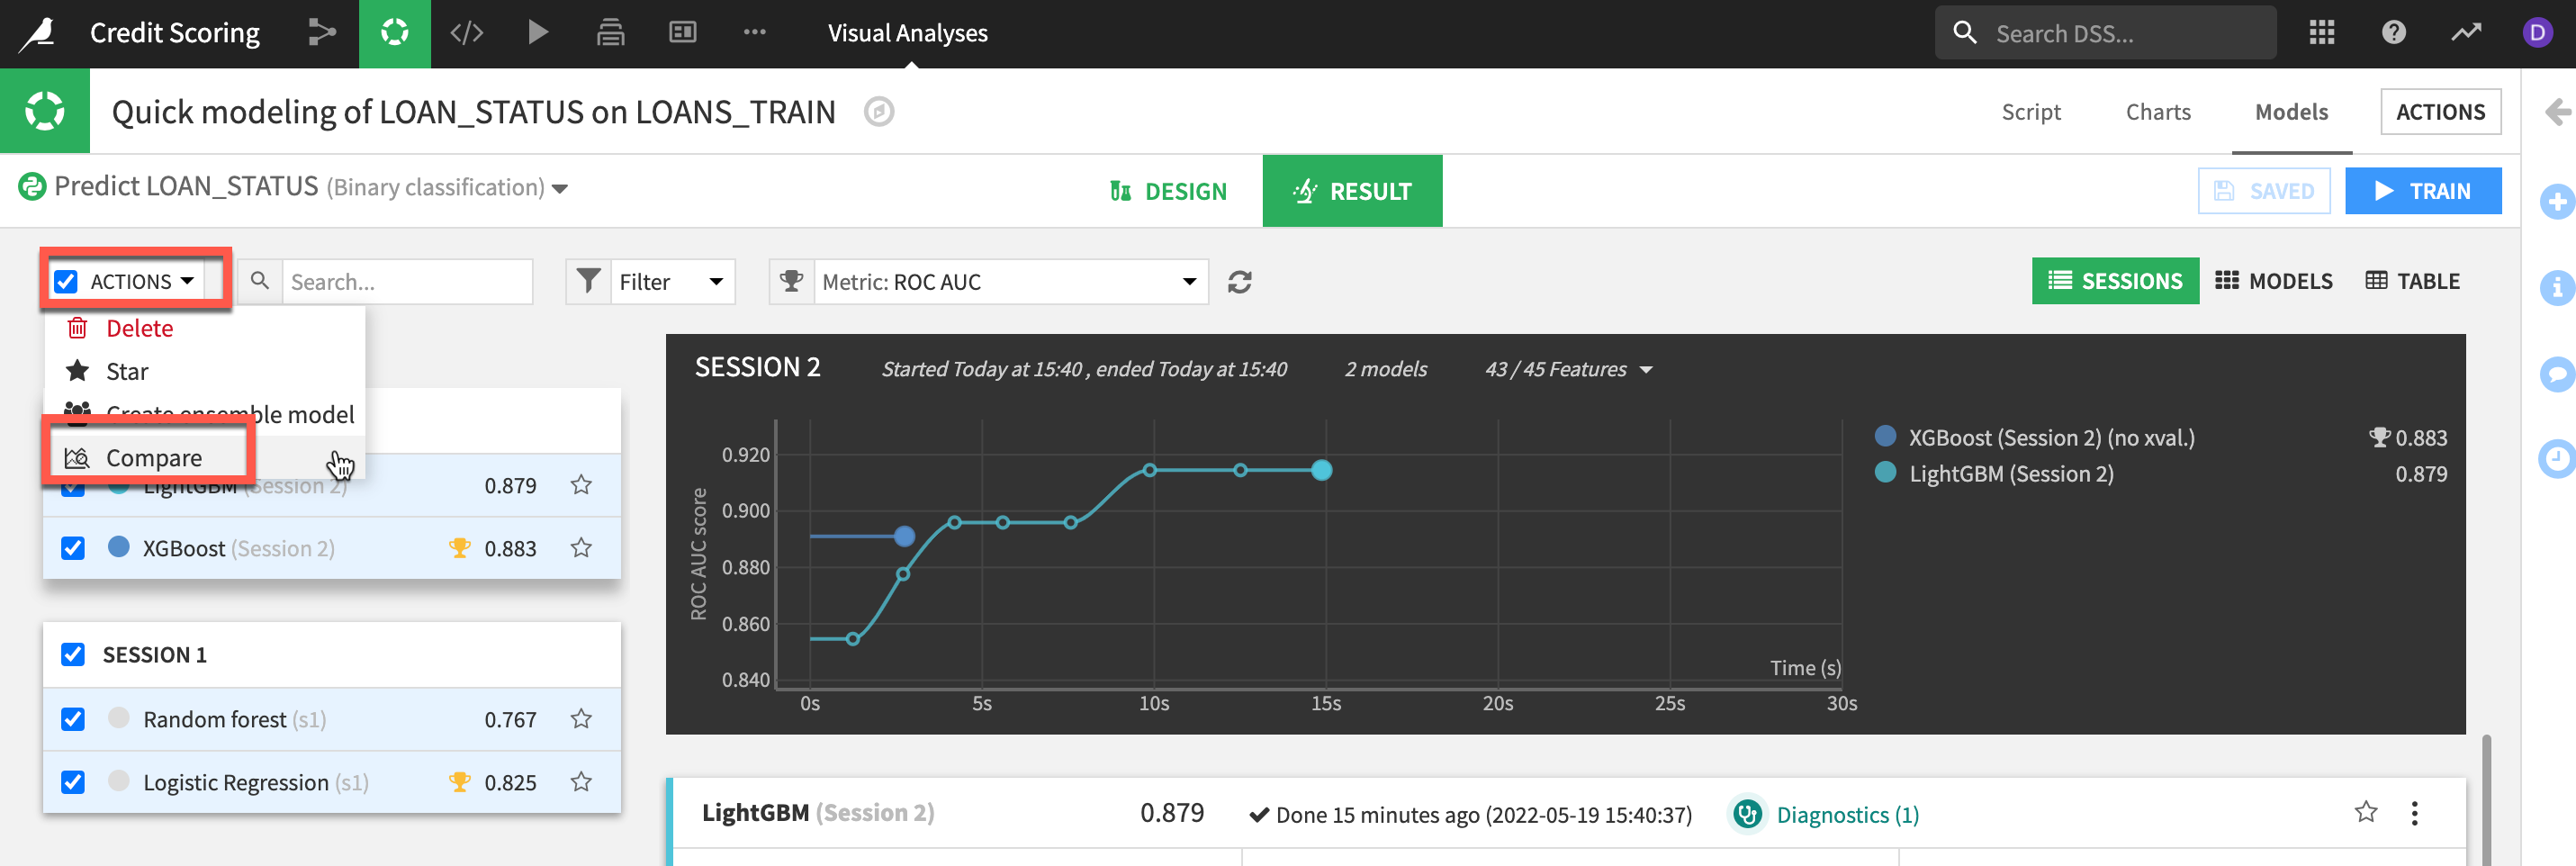 Credit Scoring
Visual Analyses
Search DSS...
D
Quick modeling of LOAN_STATUS on LOANS_TRAIN
Script
Charts
Models
ACTIONS
Predict LOAN_STATUS (Binary classification)
DESIGN
RESULT
SAVED
TRAIN
ACTIONS
Search...
Filter
Metric: ROC AUC
SESSIONS
MODELS
TABLE
Delete
Star
Create ensemble model
Compare
LightGBM (Session 2) 0.879
XGBoost (Session 2) 0.883
SESSION 1
Random forest (s1) 0.767
Logistic Regression (s1) 0.825
SESSION 2
Started Today at 15:40 , ended Today at 15:40
2 models
43 / 45 Features
ROC AUC score
0.920
0.900
0.880
0.860
0.840
Time (s)
0s 5s 10s 15s 20s 25s 30s
XGBoost (Session 2) (no xval.) 0.883
LightGBM (Session 2) 0.879
LightGBM (Session 2) 0.879 Done 15 minutes ago (2022-05-19 15:40:37) Diagnostics (1)